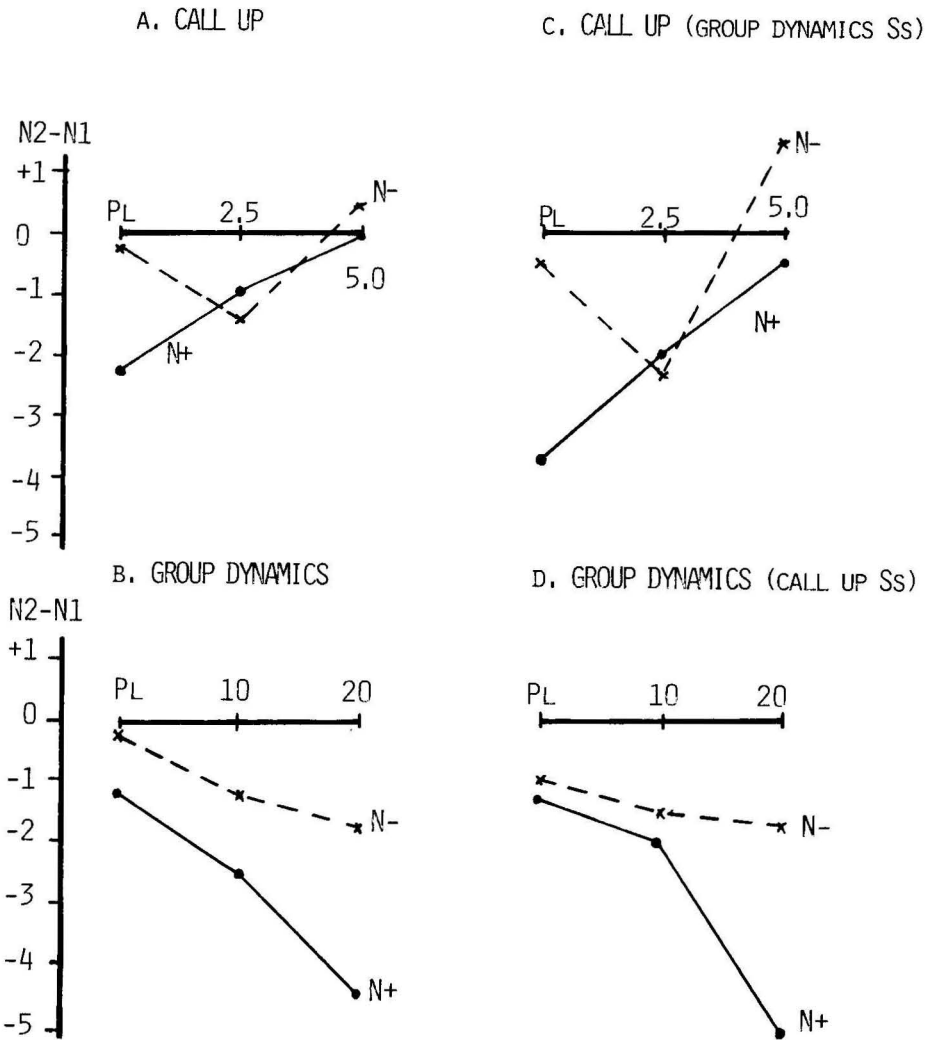 A. CALL UP
C. CALL UP (GROUP DYNAMICS Ss)
N2-N1
+1
0
-1
-2
-3
-4
-5
PL 2.5 5.0
N-
N+
PL 2.5 5.0
N-
N+
B. GROUP DYNAMICS
D. GROUP DYNAMICS (CALL UP Ss)
N2-N1
+1
0
-1
-2
-3
-4
-5
PL 10 20
N-
N+
PL 10 20
N-
N+